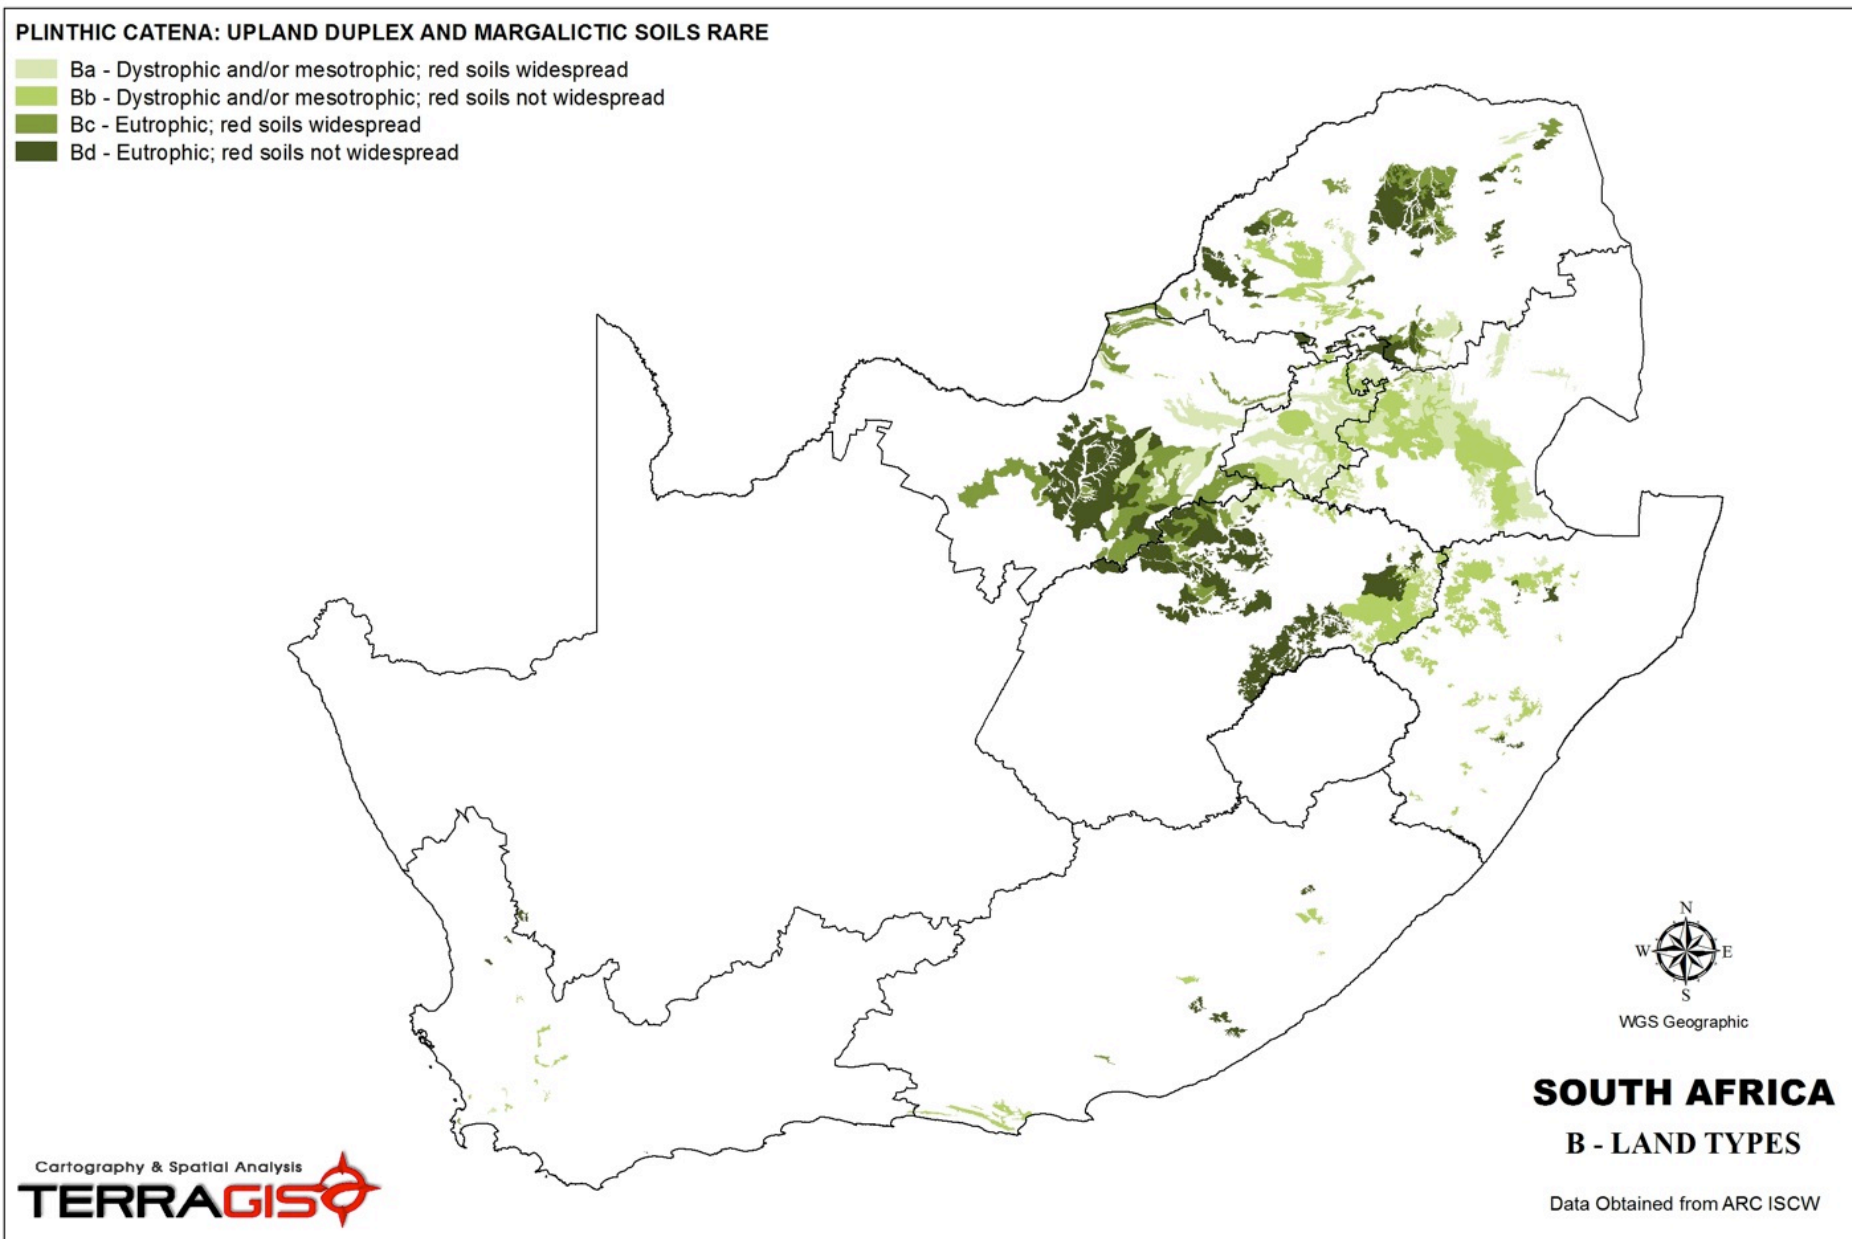 PLINTHIC CATENA: UPLAND DUPLEX AND MARGALICTIC SOILS RARE
Ba - Dystrophic and/or mesotrophic; red soils widespread
Bb - Dystrophic and/or mesotrophic; red soils not widespread
Bc - Eutrophic; red soils widespread
Bd - Eutrophic; red soils not widespread
N
W E
S
WGS Geographic
SOUTH AFRICA
B - LAND TYPES
Data Obtained from ARC ISCW
Cartography & Spatial Analysis
TERRAGIS